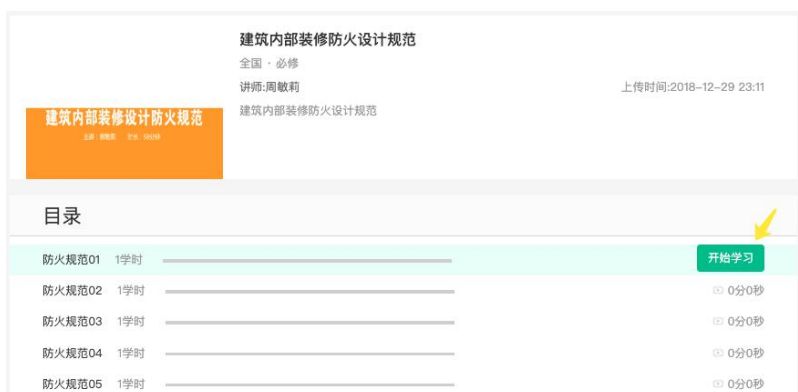 建筑内部装修防火设计规范
全国 · 必修
讲师:周敏莉
上传时间:2018-12-29 23:11
建筑内部装修防火设计规范
建筑内部装修设计防火规范
目录
防火规范01 1学时 开始学习
防火规范02 1学时 0分0秒
防火规范03 1学时 0分0秒
防火规范04 1学时 0分0秒
防火规范05 1学时 0分0秒